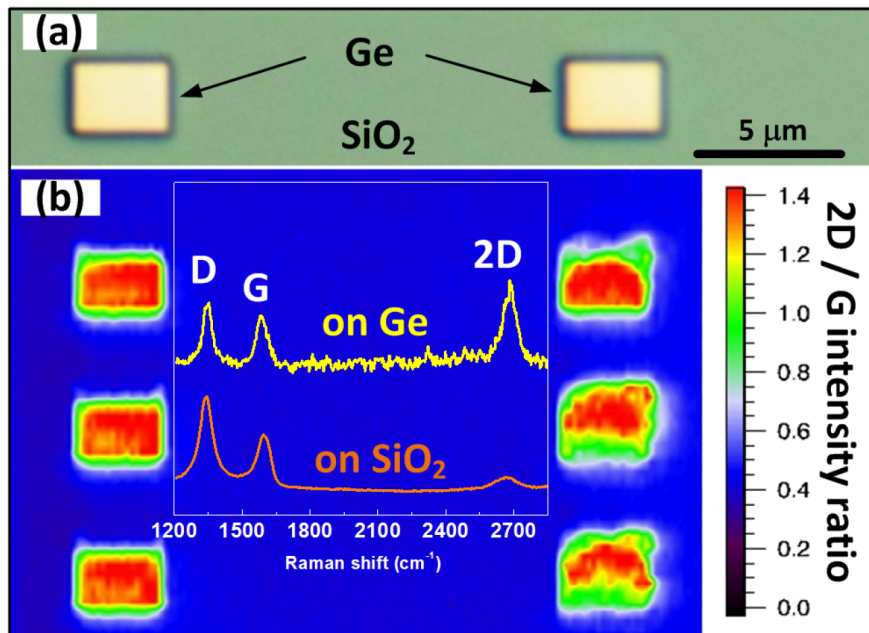 (a)
Ge
SiO₂
5 μm
(b)
D
G
2D
on Ge
on SiO₂
1200 1500 1800 2100 2400 2700
Raman shift (cm⁻¹)
1.4
1.2
1.0
0.8
0.6
0.4
0.2
0.0
2D / G intensity ratio